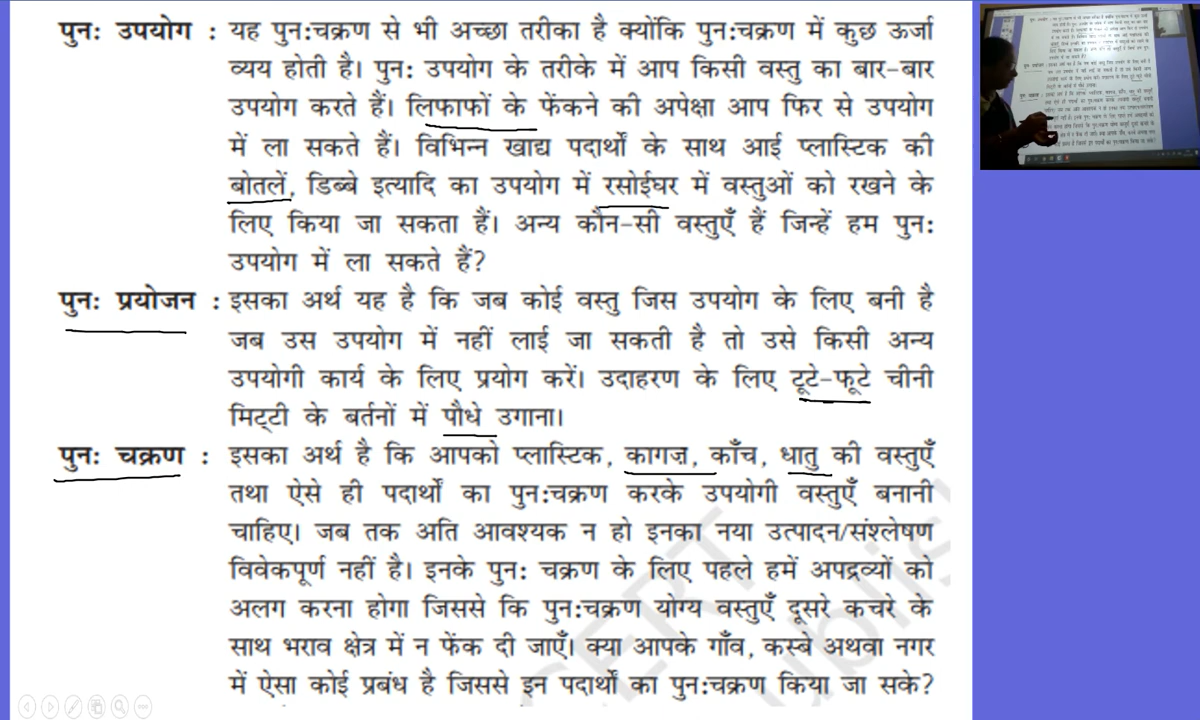 पुनः उपयोग : यह पुनःचक्रण से भी अच्छा तरीका है क्योंकि पुनःचक्रण में कुछ ऊर्जा
व्यय होती है। पुनः उपयोग के तरीके में आप किसी वस्तु का बार-बार
उपयोग करते हैं। लिफाफों के फेंकने की अपेक्षा आप फिर से उपयोग
में ला सकते हैं। विभिन्न खाद्य पदार्थों के साथ आई प्लास्टिक की
बोतलें, डिब्बे इत्यादि का उपयोग में रसोईघर में वस्तुओं को रखने के
लिए किया जा सकता हैं। अन्य कौन-सी वस्तुएँ हैं जिन्हें हम पुनः
उपयोग में ला सकते हैं?
पुनः प्रयोजन : इसका अर्थ यह है कि जब कोई वस्तु जिस उपयोग के लिए बनी है
जब उस उपयोग में नहीं लाई जा सकती है तो उसे किसी अन्य
उपयोगी कार्य के लिए प्रयोग करें। उदाहरण के लिए टूटे-फूटे चीनी
मिट्टी के बर्तनों में पौधे उगाना।
पुनः चक्रण : इसका अर्थ है कि आपको प्लास्टिक, कागज़, काँच, धातु की वस्तुएँ
तथा ऐसे ही पदार्थों का पुनःचक्रण करके उपयोगी वस्तुएँ बनानी
चाहिए। जब तक अति आवश्यक न हो इनका नया उत्पादन/संश्लेषण
विवेकपूर्ण नहीं है। इनके पुनः चक्रण के लिए पहले हमें अपद्रव्यों को
अलग करना होगा जिससे कि पुनःचक्रण योग्य वस्तुएँ दूसरे कचरे के
साथ भराव क्षेत्र में न फेंक दी जाएँ। क्या आपके गाँव, कस्बे अथवा नगर
में ऐसा कोई प्रबंध है जिससे इन पदार्थों का पुनःचक्रण किया जा सके?